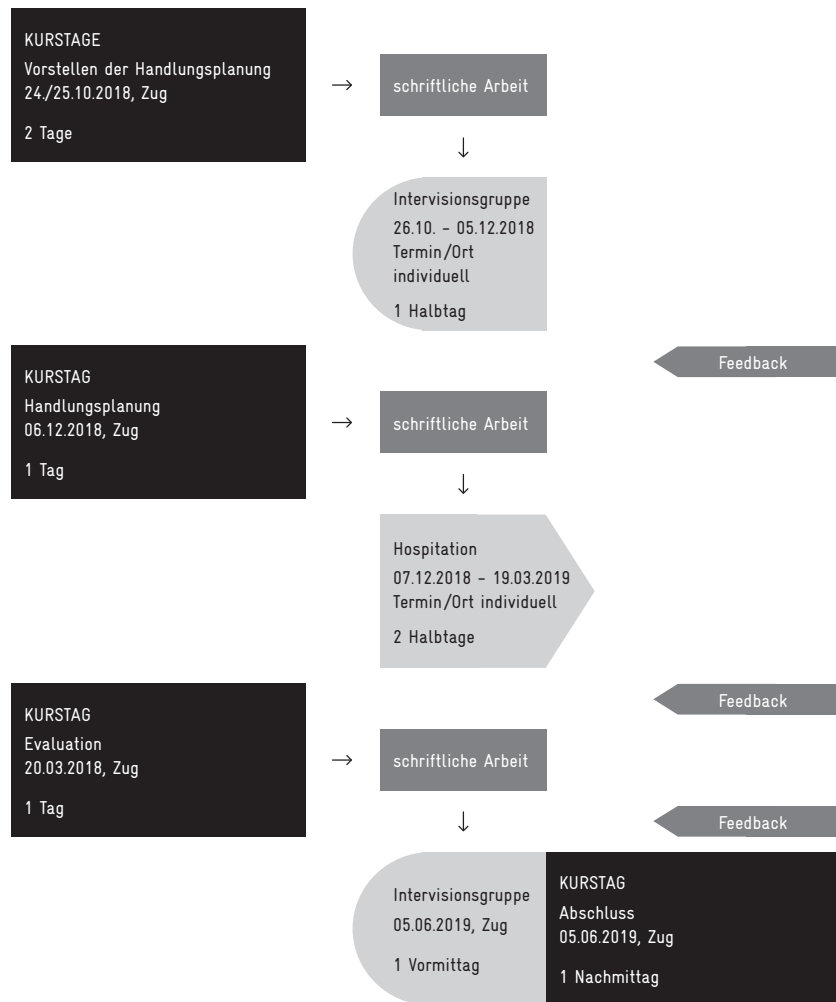 KURSTAGE
Vorstellen der Handlungsplanung
24./25.10.2018, Zug
2 Tage
→
schriftliche Arbeit
↓
Intervisionsgruppe
26.10. – 05.12.2018
Termin/Ort
individuell
1 Halbtag
Feedback
KURSTAG
Handlungsplanung
06.12.2018, Zug
1 Tag
→
schriftliche Arbeit
↓
Hospitation
07.12.2018 – 19.03.2019
Termin/Ort individuell
2 Halbtage
Feedback
KURSTAG
Evaluation
20.03.2018, Zug
1 Tag
→
schriftliche Arbeit
↓
Feedback
Intervisionsgruppe
05.06.2019, Zug
1 Vormittag
KURSTAG
Abschluss
05.06.2019, Zug
1 Nachmittag